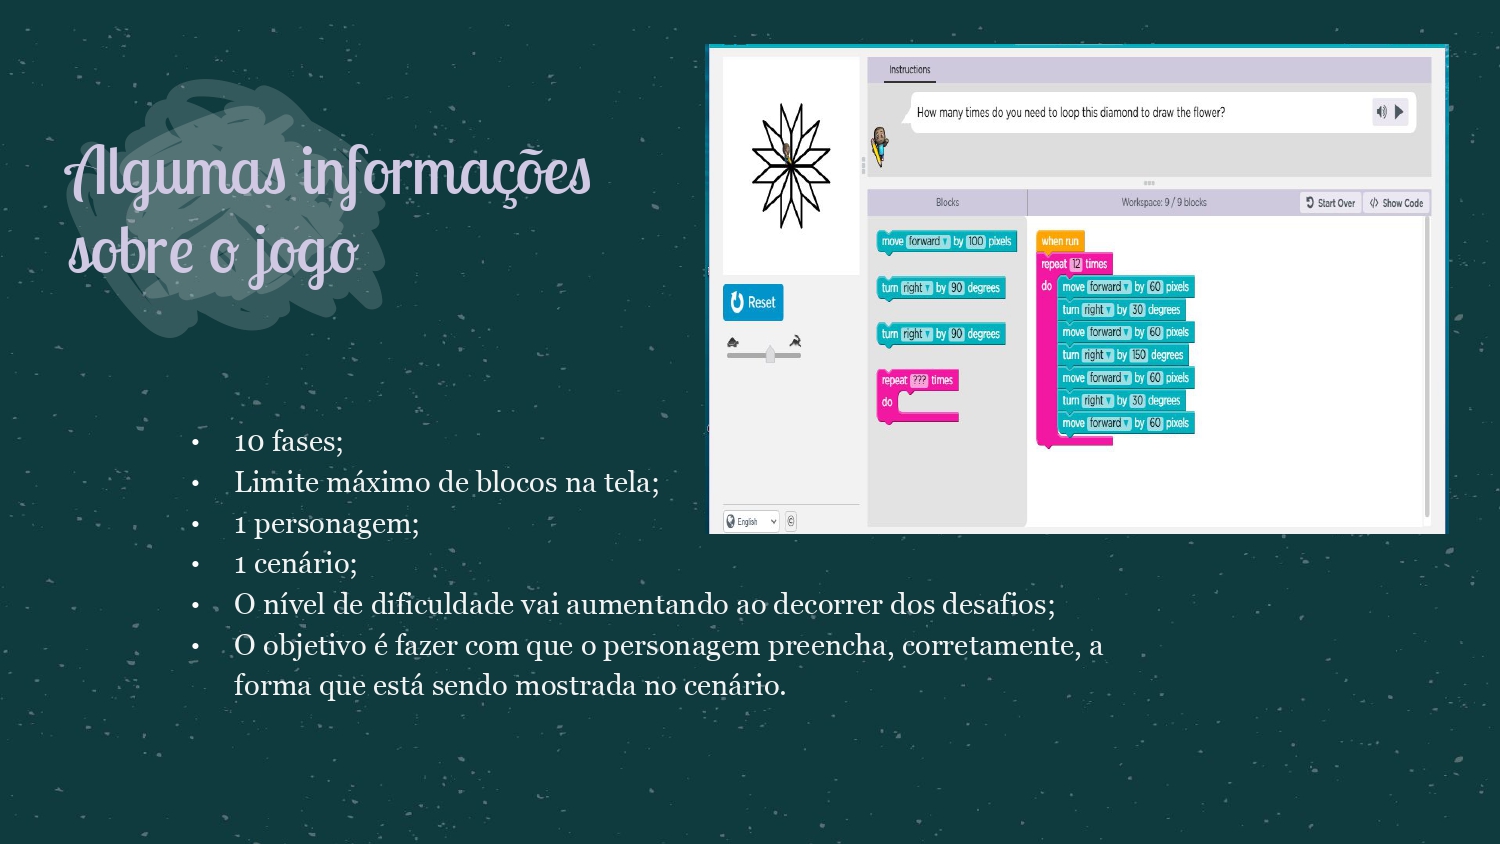 Algumas informações
sobre o jogo
• 10 fases;
• Limite máximo de blocos na tela;
• 1 personagem;
• 1 cenário;
• O nível de dificuldade vai aumentando ao decorrer dos desafios;
• O objetivo é fazer com que o personagem preencha, corretamente, a
forma que está sendo mostrada no cenário.
Instructions
How many times do you need to loop this diamond to draw the flower?
Blocks
Workspace: 9 / 9 blocks
Start Over
</> Show Code
move forward by 100 pixels
turn right by 90 degrees
turn right by 90 degrees
repeat ??? times
do
when run
repeat 12 times
do
move forward by 60 pixels
turn right by 30 degrees
move forward by 60 pixels
turn right by 150 degrees
move forward by 60 pixels
turn right by 30 degrees
move forward by 60 pixels
Reset
English
©